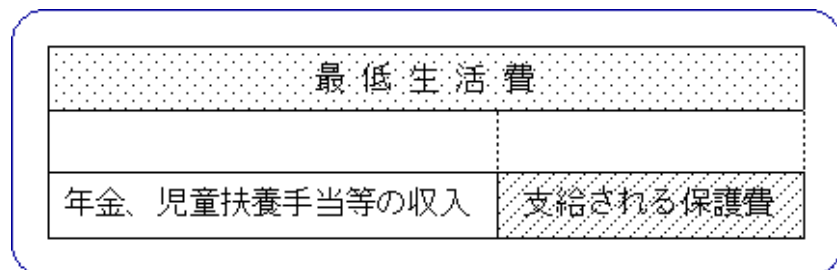 最低生活費
年金、児童扶養手当等の収入
支給される保護費